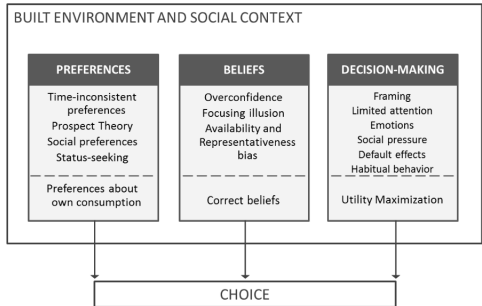 BUILT ENVIRONMENT AND SOCIAL CONTEXT
PREFERENCES
Time-inconsistent
preferences
Prospect Theory
Social preferences
Status-seeking
Preferences about
own consumption
BELIEFS
Overconfidence
Focusing illusion
Availability and
Representativeness
bias
Correct beliefs
DECISION-MAKING
Framing
Limited attention
Emotions
Social pressure
Default effects
Habitual behavior
Utility Maximization
CHOICE